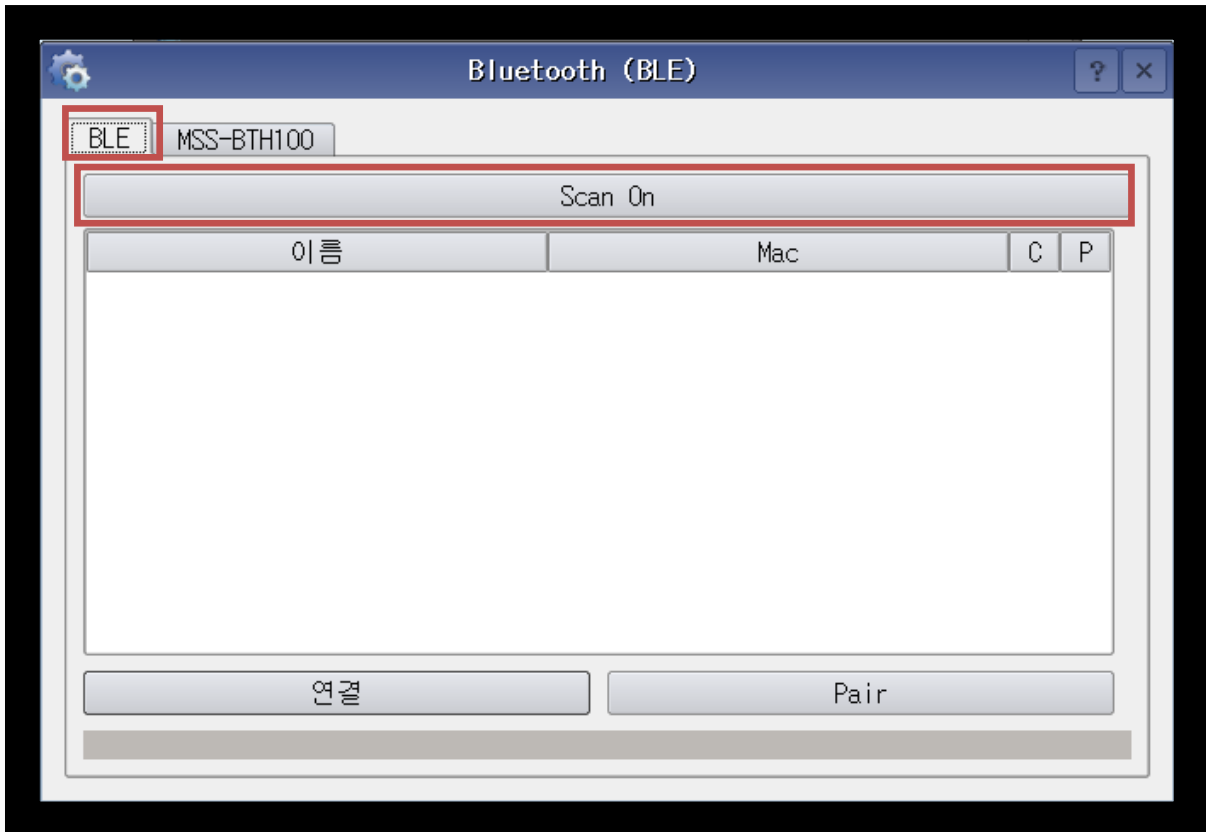 Bluetooth (BLE)
? ×
BLE MSS-BTH100
Scan On
이름 Mac C P
연결 Pair